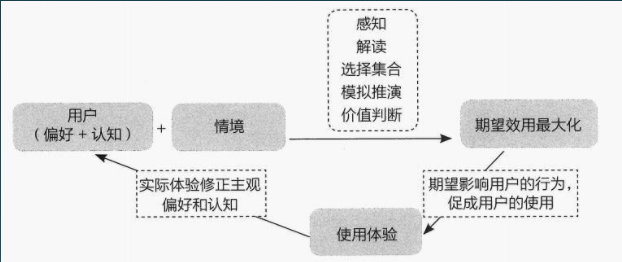 感知
解读
选择集合
模拟推演
价值判断
用户
（偏好+认知）
+
情境
期望效用最大化
实际体验修正主观
偏好和认知
期望影响用户的行为，
促成用户的使用
使用体验